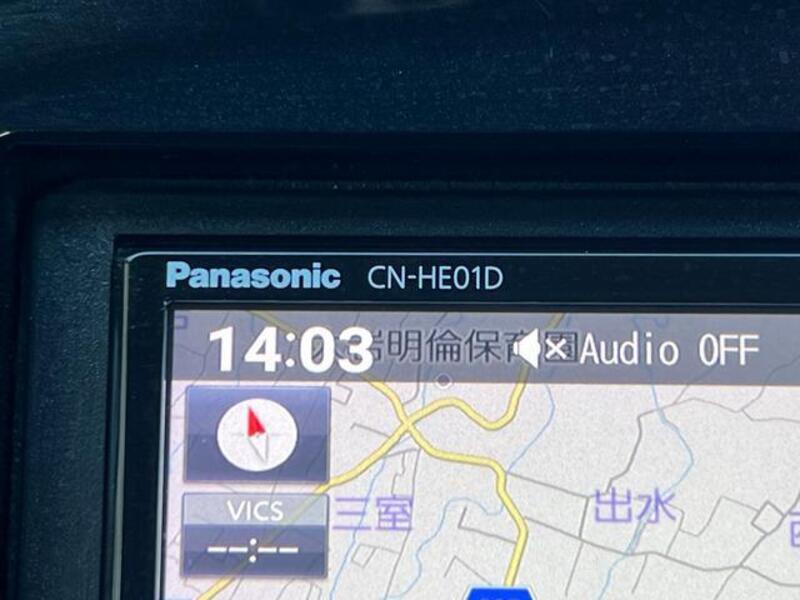 Panasonic CN-HE01D
14:03 明倫保育園 Audio OFF
VICS
--:--
三室
出水